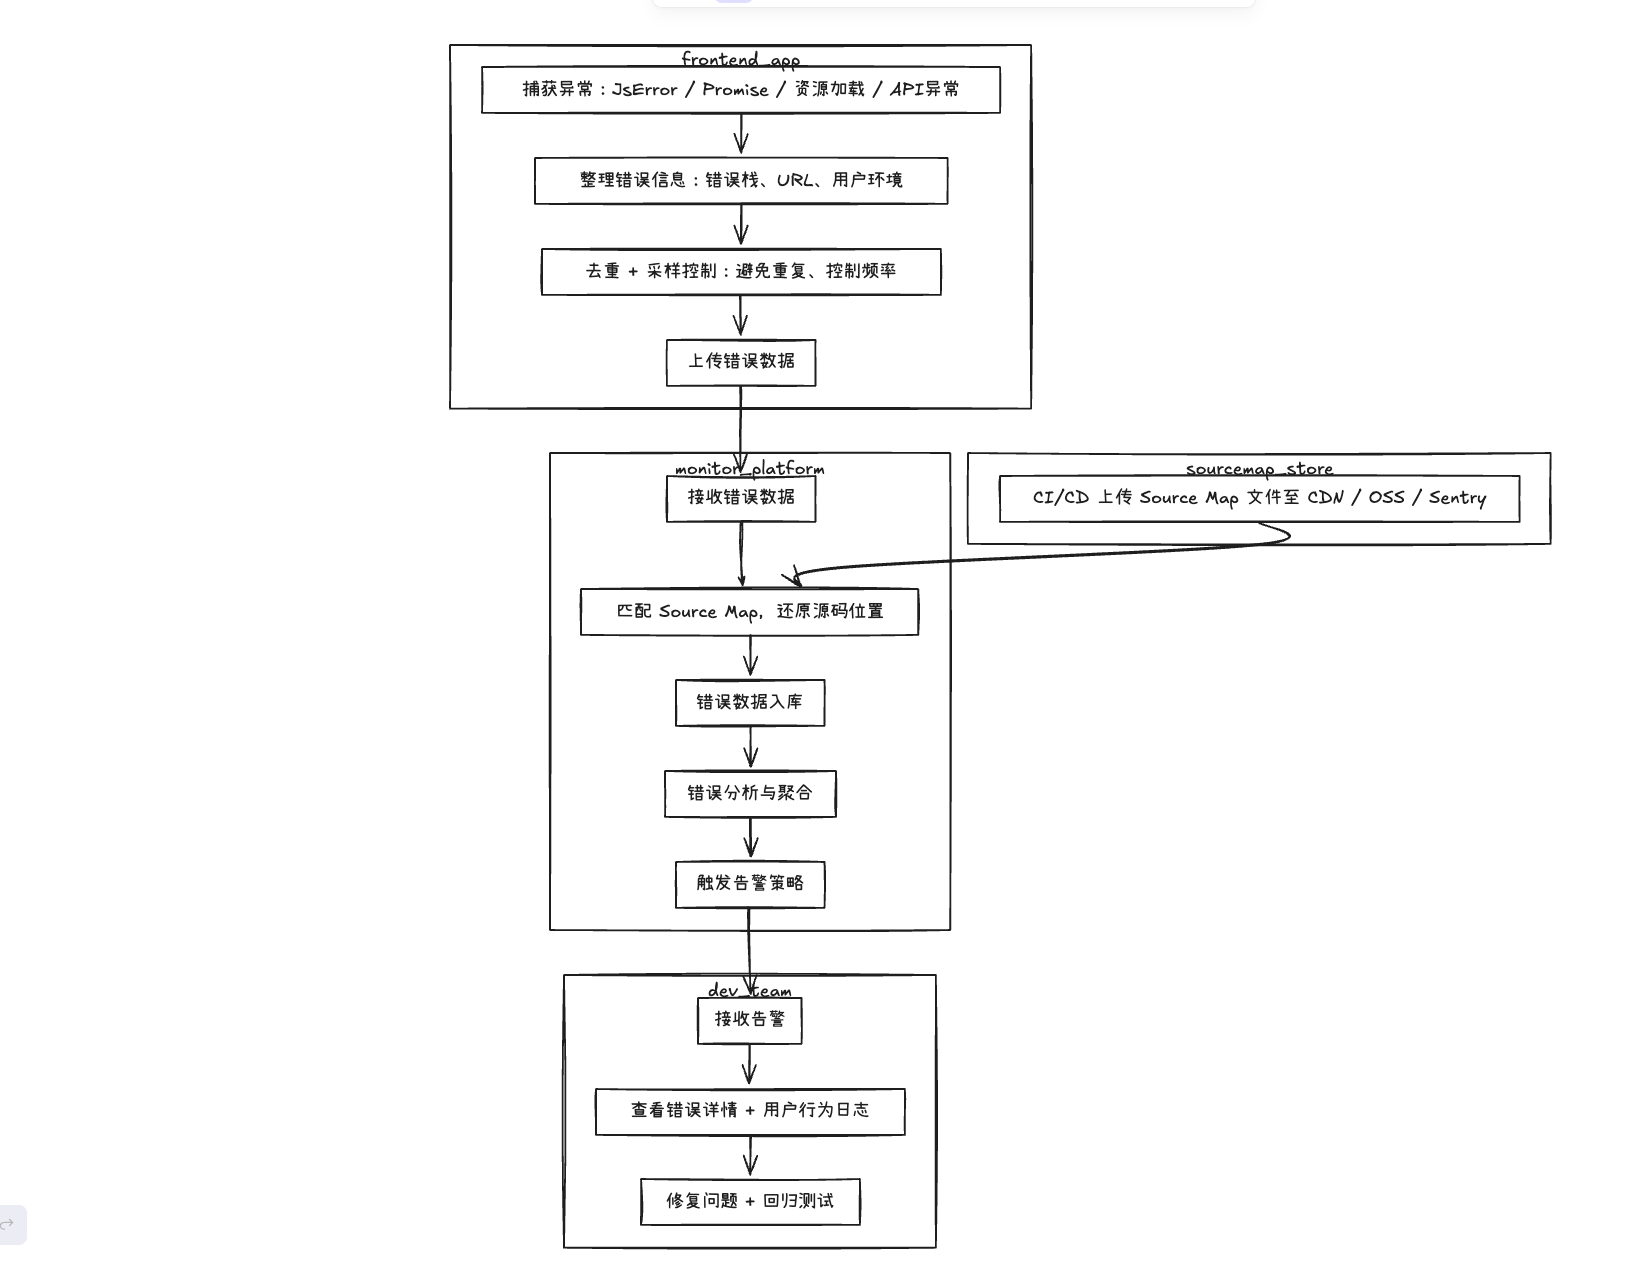 frontend_app
捕获异常：JsError / Promise / 资源加载 / API异常
整理错误信息：错误栈、URL、用户环境
去重 + 采样控制：避免重复、控制频率
上传错误数据
monitor_platform
接收错误数据
sourcemap_store
CI/CD 上传 Source Map 文件至 CDN / OSS / Sentry
匹配 Source Map，还原源码位置
错误数据入库
错误分析与聚合
触发告警策略
dev_team
接收告警
查看错误详情 + 用户行为日志
修复问题 + 回归测试